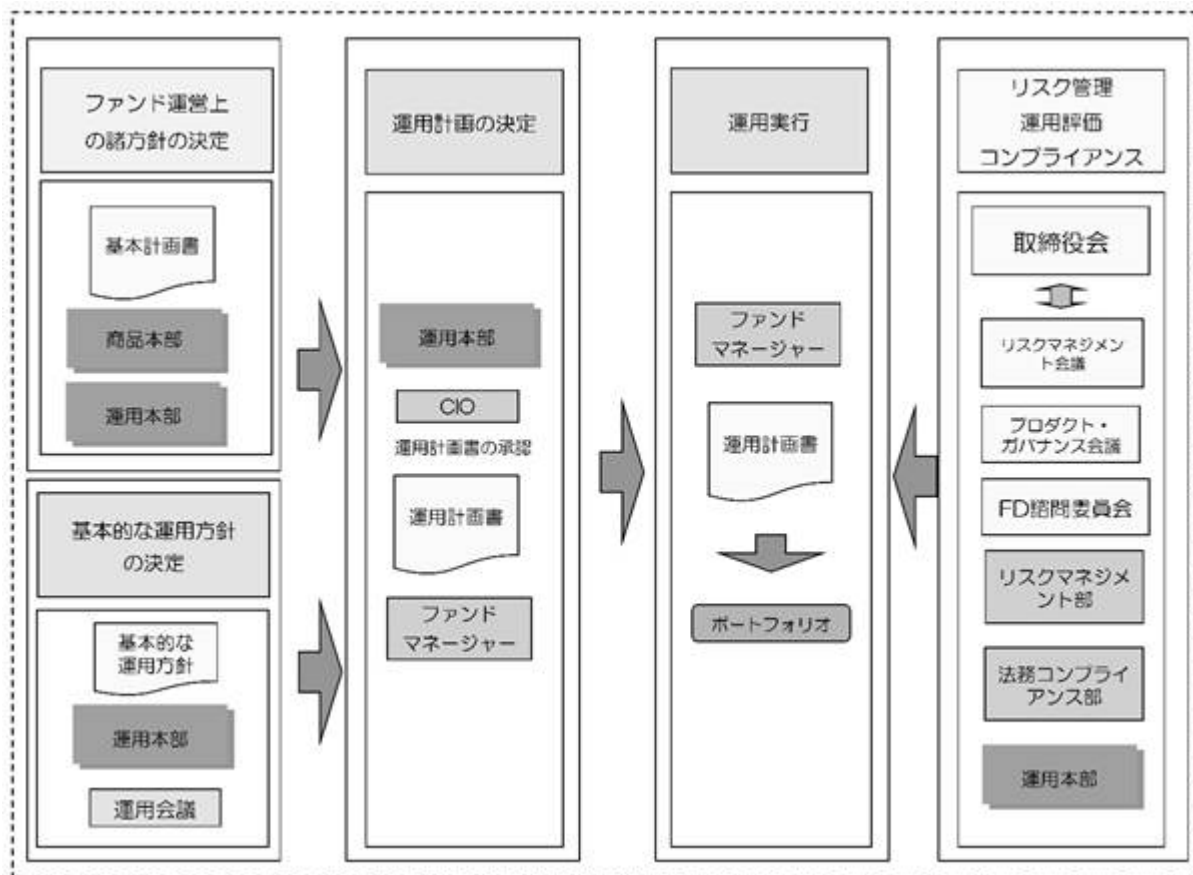 ファンド運営上
の諸方針の決定
基本計画書
商品本部
運用本部
基本的な運用方針
の決定
基本的な
運用方針
運用本部
運用会議
運用計画の決定
運用本部
CIO
運用計画書の承認
運用計画書
ファンド
マネージャー
運用実行
ファンド
マネージャー
運用計画書
ポートフォリオ
リスク管理
運用評価
コンプライアンス
取締役会
リスクマネジメン
ト会議
プロダクト・
ガバナンス会議
FD諮問委員会
リスクマネジメ
ント部
法務コンプライ
アンス部
運用本部